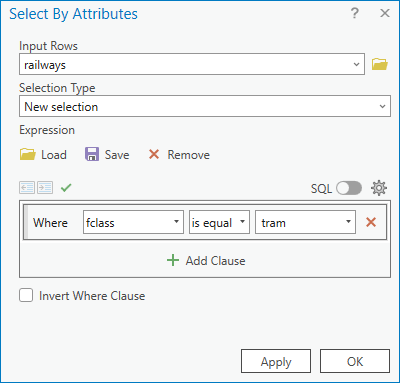 Select By Attributes ? ×
Input Rows
railways
Selection Type
New selection
Expression
Load Save Remove
SQL
Where fclass is equal tram
Add Clause
Invert Where Clause
Apply OK